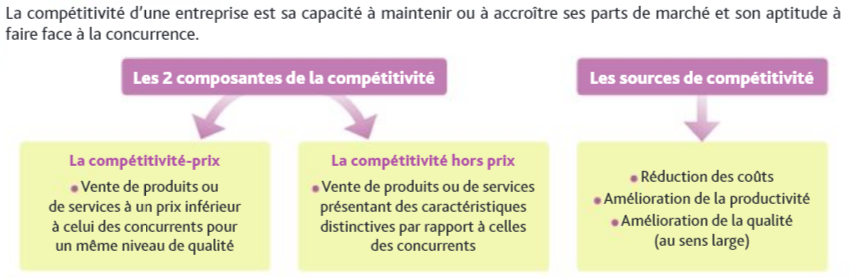 La compétitivité d'une entreprise est sa capacité à maintenir ou à accroître ses parts de marché et son aptitude à
faire face à la concurrence.
Les 2 composantes de la compétitivité
La compétitivité-prix
• Vente de produits ou
de services à un prix inférieur
à celui des concurrents pour
un même niveau de qualité
La compétitivité hors prix
• Vente de produits ou de services
présentant des caractéristiques
distinctives par rapport à celles
des concurrents
Les sources de compétitivité
• Réduction des coûts
• Amélioration de la productivité
• Amélioration de la qualité
(au sens large)